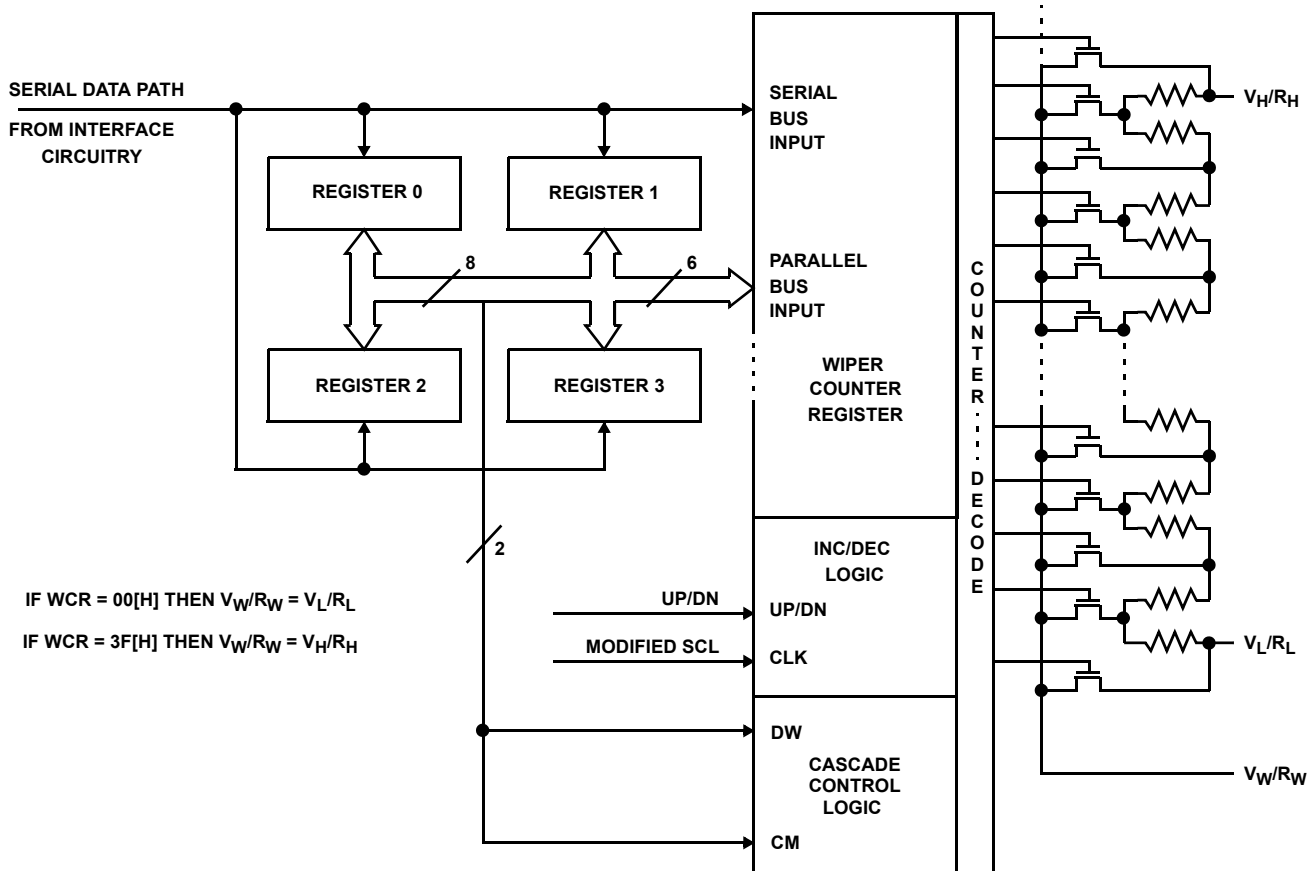 SERIAL DATA PATH
FROM INTERFACE
CIRCUITRY
REGISTER 0
REGISTER 1
8
6
REGISTER 2
REGISTER 3
2
IF WCR = 00[H] THEN VW/RW = VL/RL
IF WCR = 3F[H] THEN VW/RW = VH/RH
UP/DN
MODIFIED SCL
SERIAL
BUS
INPUT
PARALLEL
BUS
INPUT
WIPER
COUNTER
REGISTER
INC/DEC
LOGIC
UP/DN
CLK
DW
CASCADE
CONTROL
LOGIC
CM
COUNTER
DECODE
VH/RH
VL/RL
VW/RW